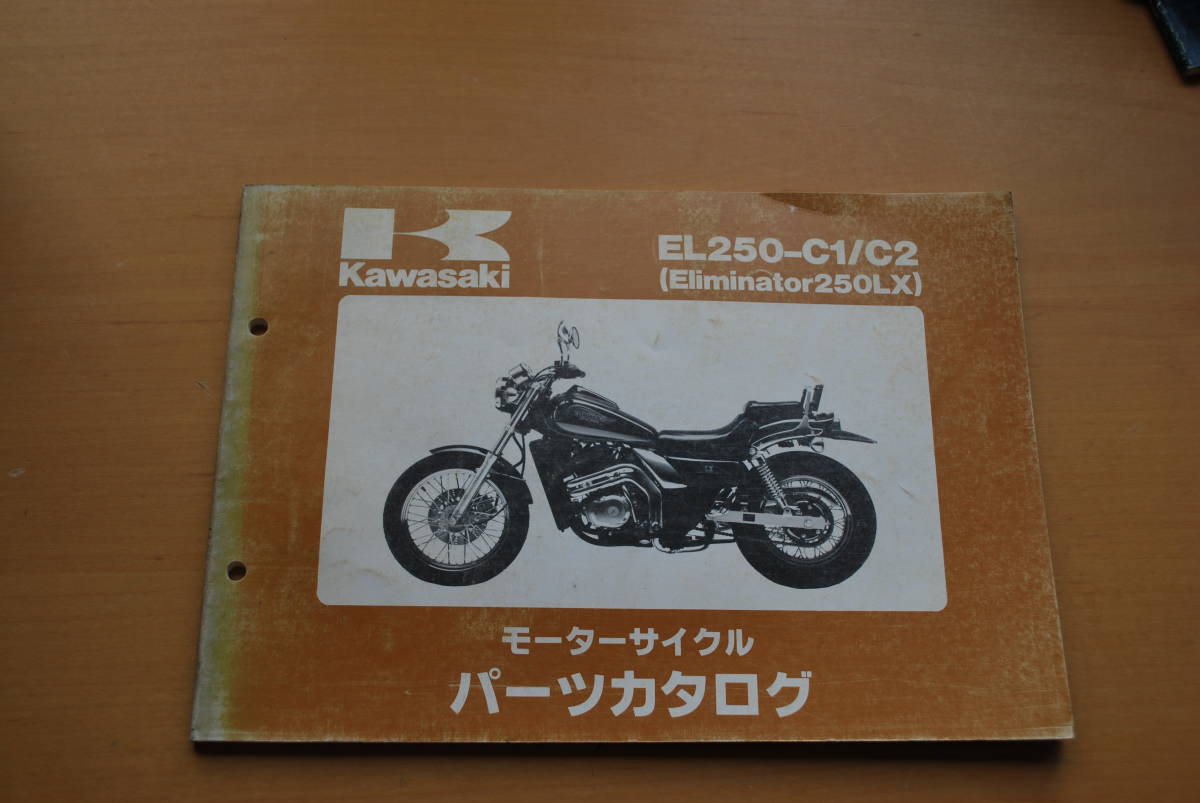 Kawasaki
EL250-C1/C2
(Eliminator250LX)
モーターサイクル
パーツカタログ